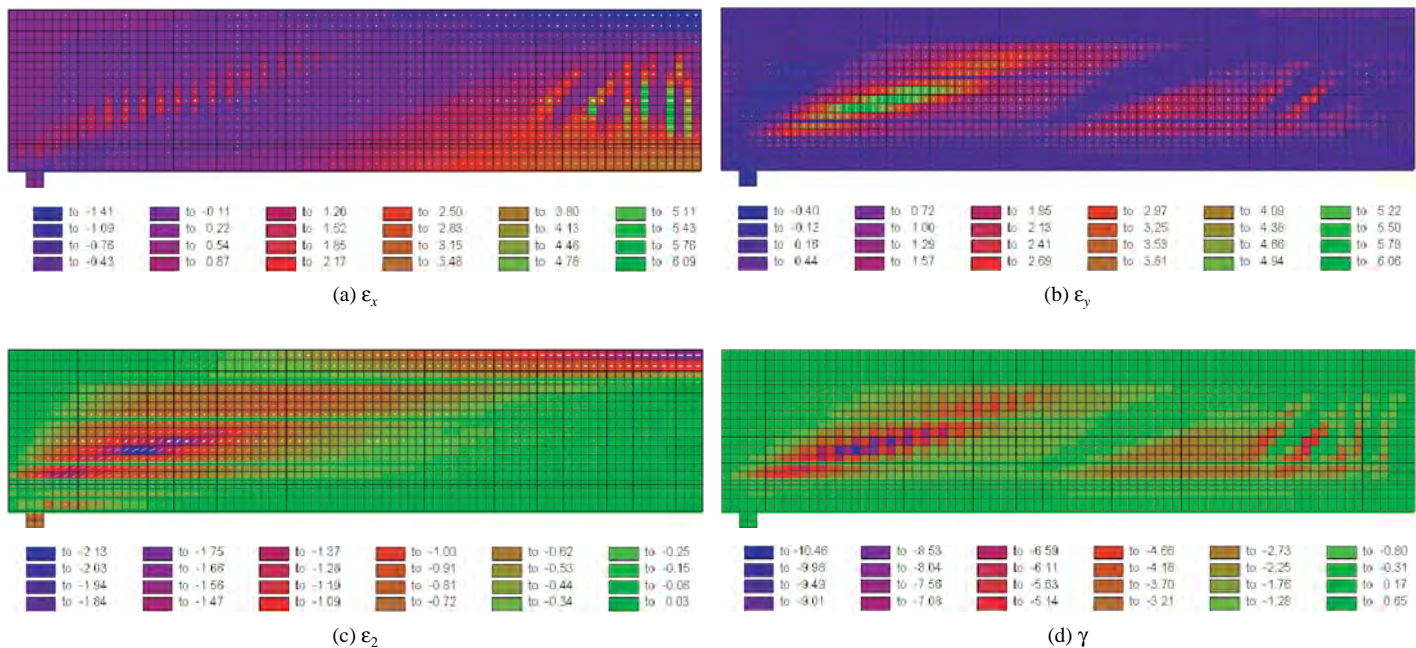 to -1.41 to -0.11 to 1.20 to 2.50 to 3.80 to 5.11
to -1.09 to 0.22 to 1.52 to 2.83 to 4.13 to 5.43
to -0.76 to 0.54 to 1.85 to 3.15 to 4.46 to 5.76
to -0.43 to 0.87 to 2.17 to 3.48 to 4.78 to 6.09
(a) εx
to -0.40 to 0.72 to 1.85 to 2.97 to 4.09 to 5.22
to -0.12 to 1.00 to 2.13 to 3.25 to 4.38 to 5.50
to 0.16 to 1.29 to 2.41 to 3.53 to 4.66 to 5.78
to 0.44 to 1.57 to 2.69 to 3.81 to 4.94 to 6.06
(b) εy
to -2.13 to -1.75 to -1.37 to -1.00 to -0.62 to -0.25
to -2.03 to -1.66 to -1.28 to -0.91 to -0.53 to -0.15
to -1.94 to -1.56 to -1.19 to -0.81 to -0.44 to -0.06
to -1.84 to -1.47 to -1.09 to -0.72 to -0.34 to 0.03
(c) ε2
to -10.46 to -8.53 to -6.59 to -4.66 to -2.73 to -0.80
to -9.98 to -8.04 to -6.11 to -4.18 to -2.25 to -0.31
to -9.49 to -7.56 to -5.63 to -3.70 to -1.76 to 0.17
to -9.01 to -7.08 to -5.14 to -3.21 to -1.28 to 0.65
(d) γ